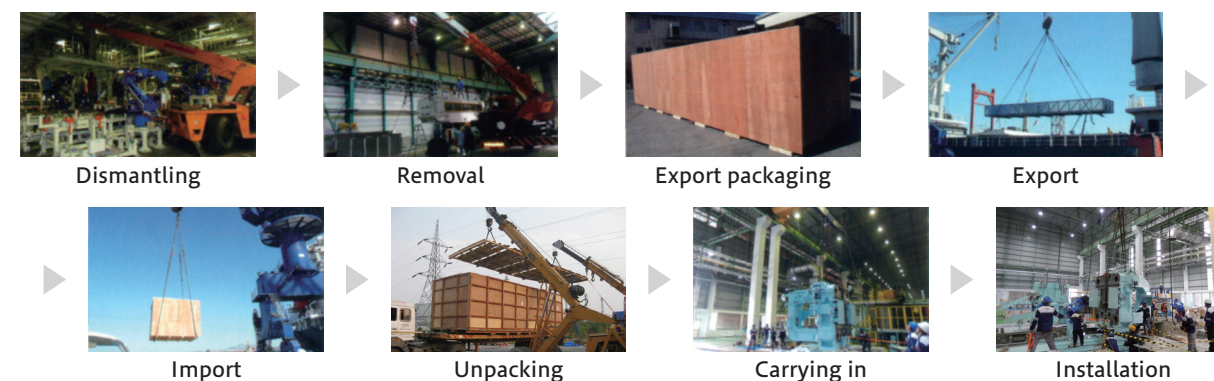 Dismantling
Removal
Export packaging
Export
Import
Unpacking
Carrying in
Installation